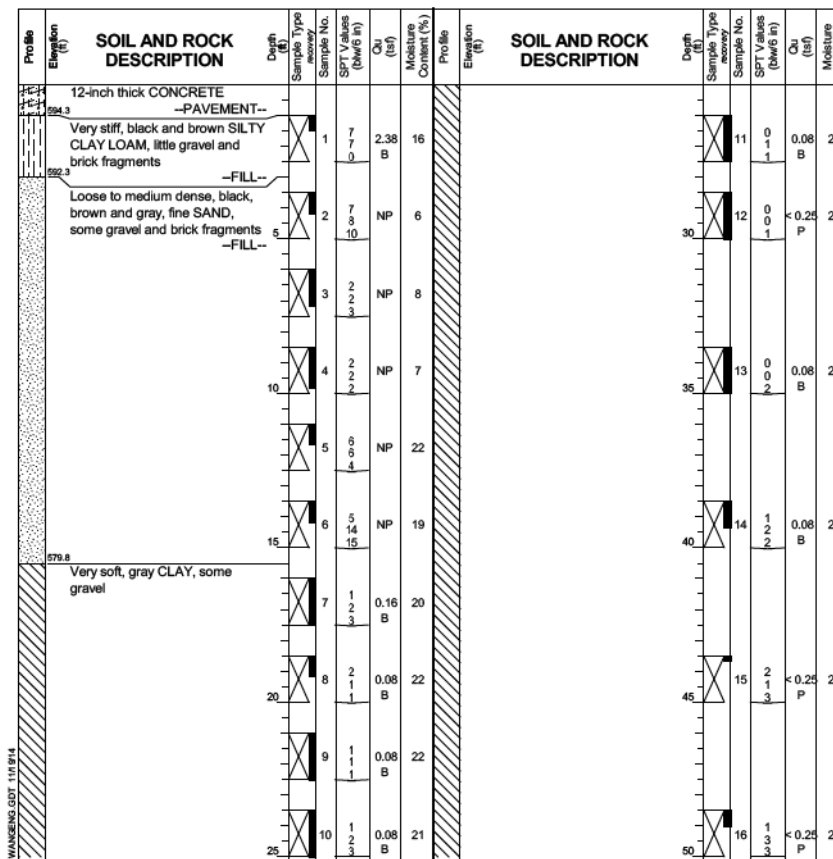 Profile
Elevation (ft)
SOIL AND ROCK
DESCRIPTION
Depth (ft)
Sample Type
recovery
Sample No.
SPT Values (blw/6 in)
Qu (tsf)
Moisture Content (%)
Profile
Elevation (ft)
SOIL AND ROCK
DESCRIPTION
Depth (ft)
Sample Type
recovery
Sample No.
SPT Values (blw/6 in)
Qu (tsf)
Moisture
12-inch thick CONCRETE
594.3 --PAVEMENT--
Very stiff, black and brown SILTY
CLAY LOAM, little gravel and
brick fragments
592.3 --FILL--
Loose to medium dense, black,
brown and gray, fine SAND,
some gravel and brick fragments
--FILL--
579.8
Very soft, gray CLAY, some
gravel
1 7 7 0 2.38 B 16
2 7 8 10 NP 6
5
3 2 2 3 NP 8
4 2 2 2 NP 7
10
5 6 6 4 NP 22
6 5 14 15 NP 19
15
7 1 2 3 0.16 B 20
8 2 1 1 0.08 B 22
20
9 1 1 1 0.08 B 22
10 1 2 3 0.08 B 21
25
11 0 1 1 0.08 B 2
12 0 0 1 < 0.25 P 2
30
13 0 0 2 0.08 B 2
35
14 1 2 2 0.08 B 2
40
15 2 1 3 < 0.25 P 2
45
16 1 3 3 < 0.25 P 2
50
WANGENG.GDT 11/19/14